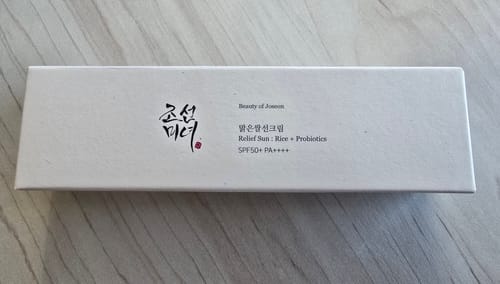 조선
미녀
Beauty of Joseon
맑은쌀선크림
Relief Sun : Rice + Probiotics
SPF50+ PA++++